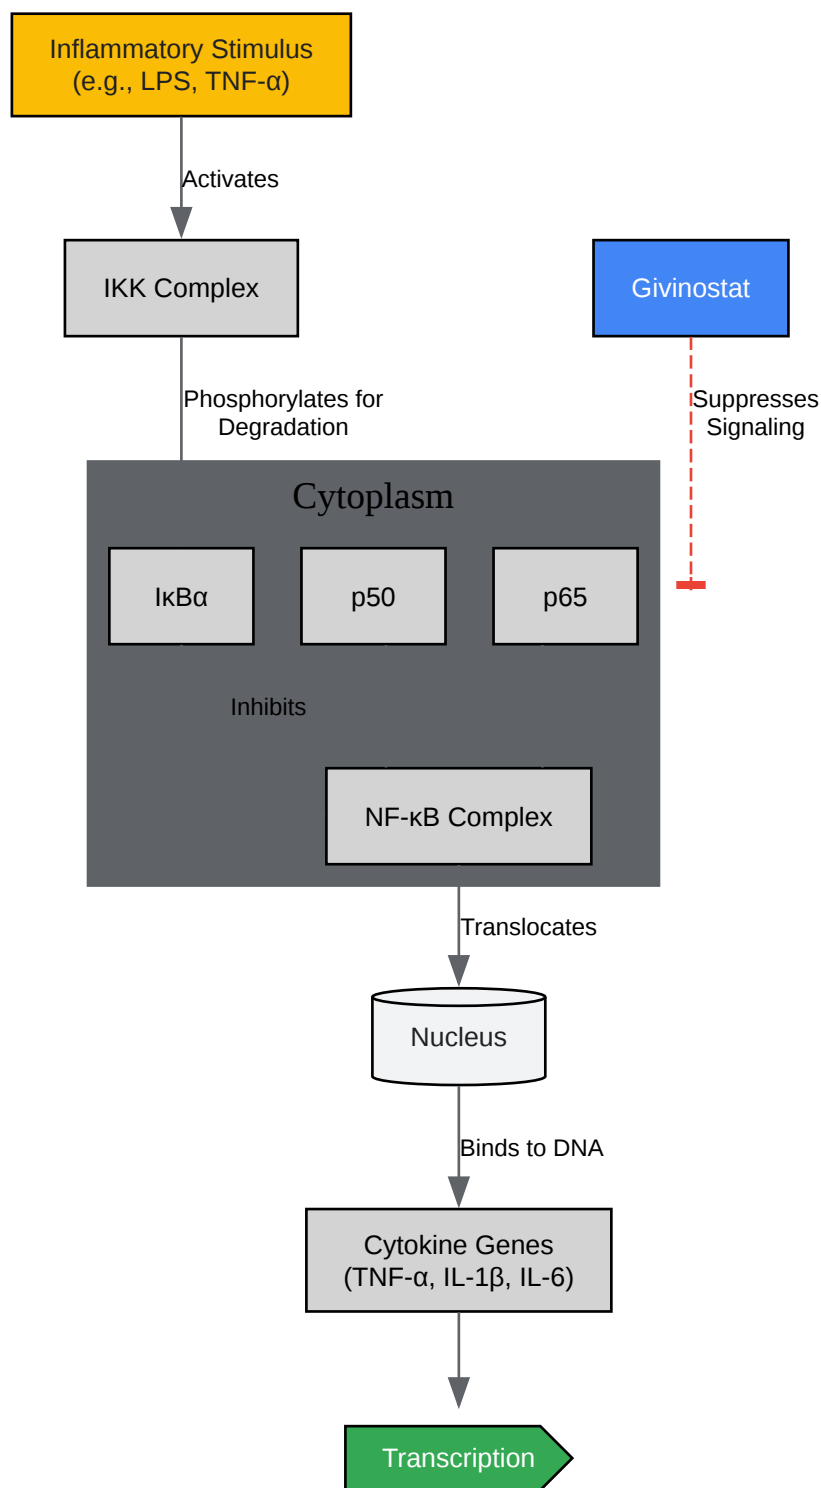 Inflammatory Stimulus
(e.g., LPS, TNF-α)
Activates
IKK Complex
Givinostat
Phosphorylates for
Degradation
Suppresses
Signaling
Cytoplasm
IκBα
p50
p65
Inhibits
NF-κB Complex
Translocates
Nucleus
Binds to DNA
Cytokine Genes
(TNF-α, IL-1β, IL-6)
Transcription